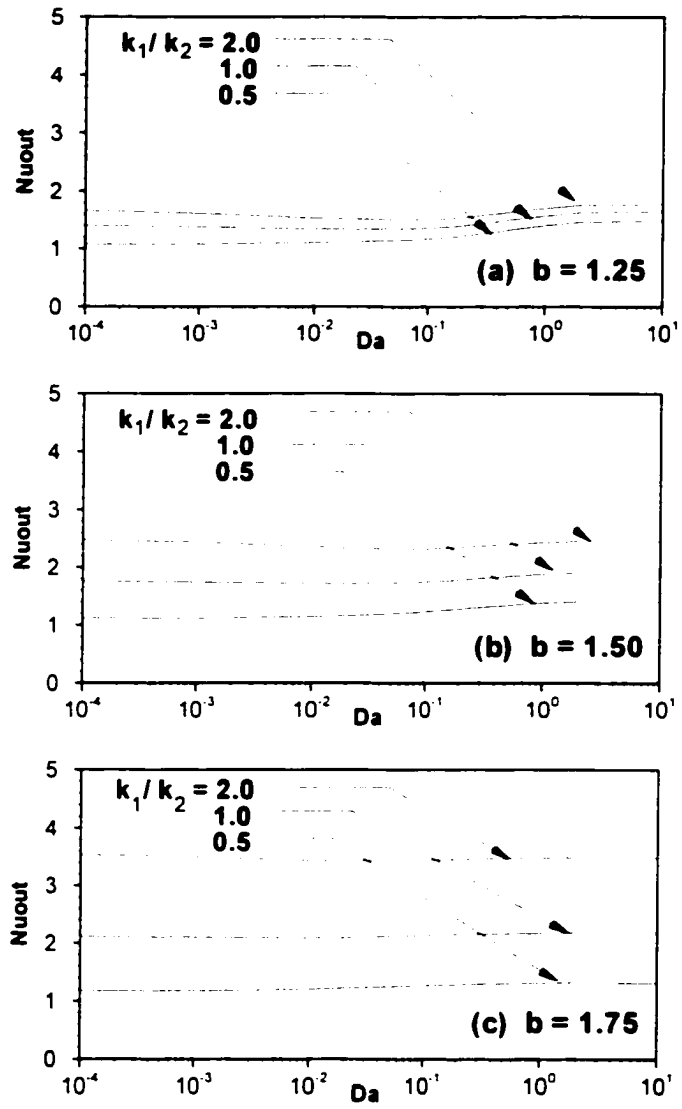 5
k₁/ k₂ = 2.0
4
1.0
0.5
3
Nuout
2
1
(a) b = 1.25
0
10⁻⁴ 10⁻³ 10⁻² 10⁻¹ 10⁰ 10¹
Da
5
k₁/ k₂ = 2.0
4
1.0
0.5
3
Nuout
2
1
(b) b = 1.50
0
10⁻⁴ 10⁻³ 10⁻² 10⁻¹ 10⁰ 10¹
Da
5
k₁/ k₂ = 2.0
4
1.0
0.5
3
Nuout
2
1
(c) b = 1.75
0
10⁻⁴ 10⁻³ 10⁻² 10⁻¹ 10⁰ 10¹
Da